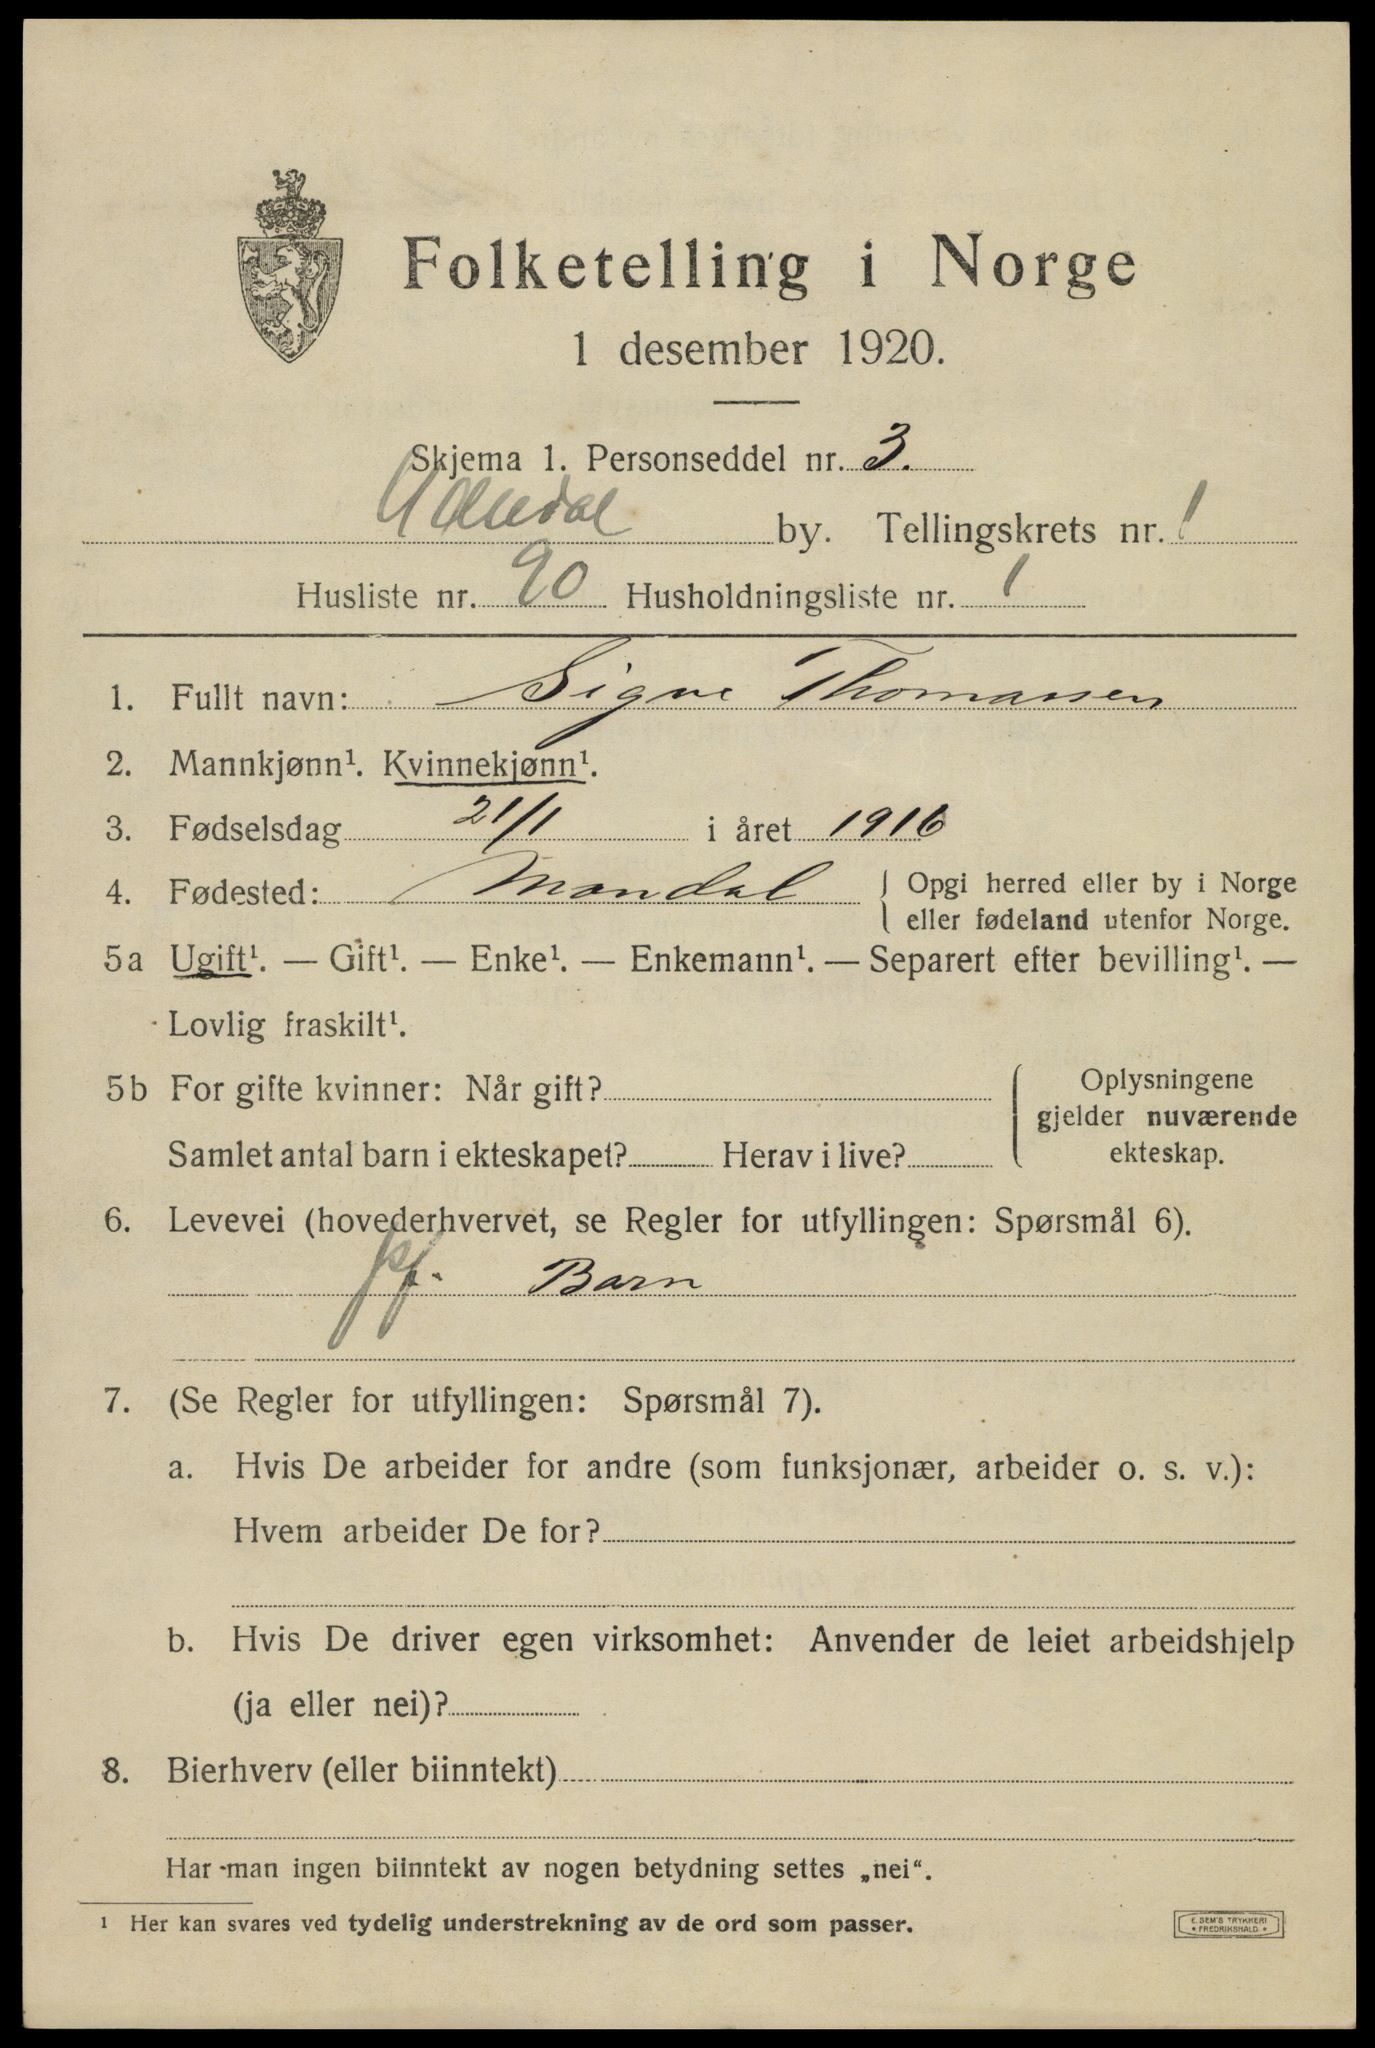 Folketelling i Norge
1 desember 1920.
Skjema 1. Personseddel nr. 3.
by. Tellingskrets nr. 1
Husliste nr. 90 Husholdningsliste nr. 1
1. Fullt navn: Signe Thomassen
2. Mannkjønn¹. Kvinnekjønn¹.
3. Fødselsdag 21/1 i året 1916
4. Fødested: Mandal { Opgi herred eller by i Norge
eller fødeland utenfor Norge.
5a Ugift¹. — Gift¹. — Enke¹. — Enkemann¹. — Separert efter bevilling¹. —
Lovlig fraskilt¹.
5b For gifte kvinner: Når gift?
Samlet antal barn i ekteskapet? Herav i live?
{ Oplysningene
gjelder nuværende
ekteskap.
6. Levevei (hovederhvervet, se Regler for utfyllingen: Spørsmål 6).
Barn
7. (Se Regler for utfyllingen: Spørsmål 7).
a. Hvis De arbeider for andre (som funksjonær, arbeider o. s. v.):
Hvem arbeider De for?
b. Hvis De driver egen virksomhet: Anvender de leiet arbeidshjelp
(ja eller nei)?
8. Bierhverv (eller biinntekt)
Har man ingen biinntekt av nogen betydning settes „nei“.
¹ Her kan svares ved tydelig understrekning av de ord som passer.
E. SEM'S TRYKKERI
• FREDRIKSHALD •